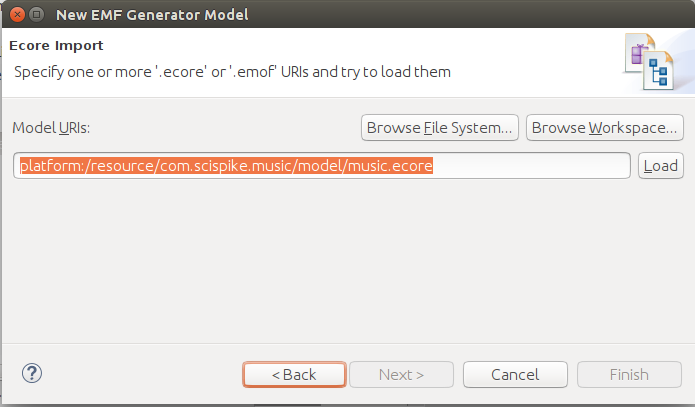 New EMF Generator Model
Ecore Import
Specify one or more '.ecore' or '.emof' URIs and try to load them
Model URIs:
Browse File System...
Browse Workspace...
platform:/resource/com.scispike.music/model/music.ecore
Load
?
< Back
Next >
Cancel
Finish